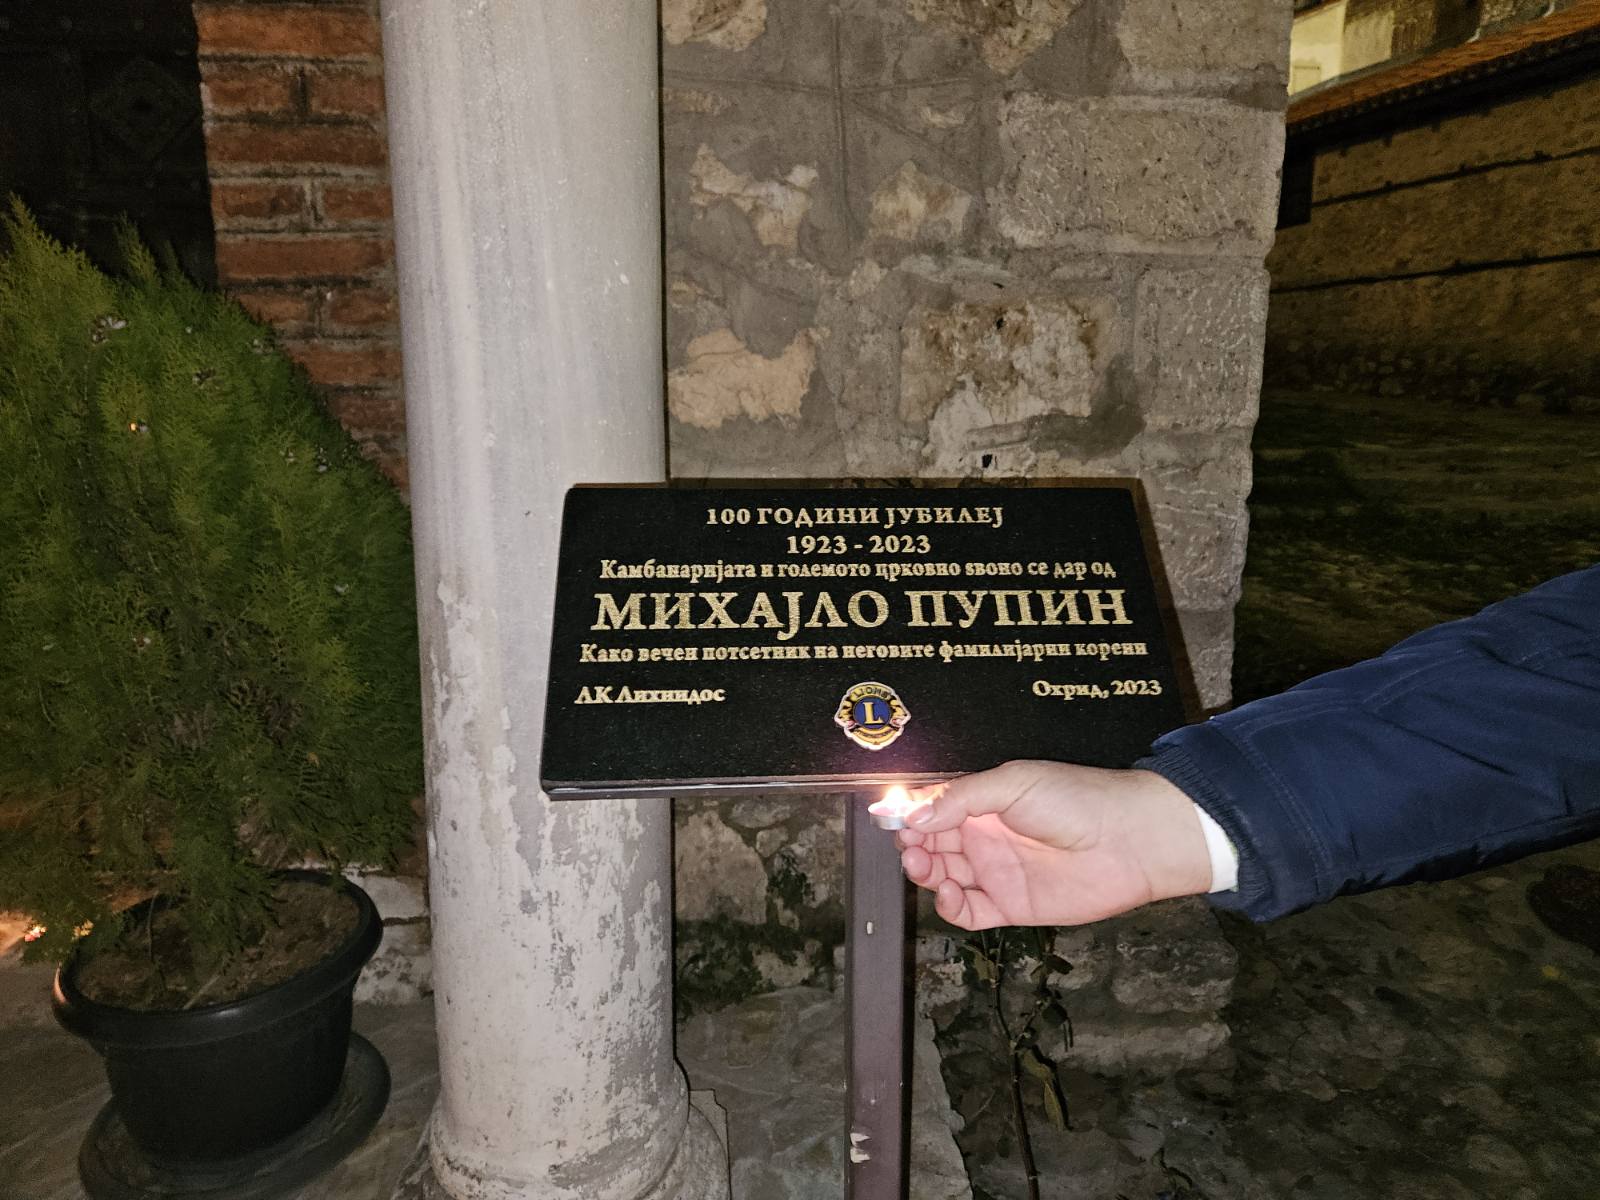 100 ГОДИНИ ЈУБИЛЕЈ
1923 - 2023
Камбанаријата и големото црковно ѕвоно се дар од
МИХАЈЛО ПУПИН
Како вечен потсетник на неговите фамилијарни корени
ЛК Лихнидос
Охрид, 2023
LIONS
L